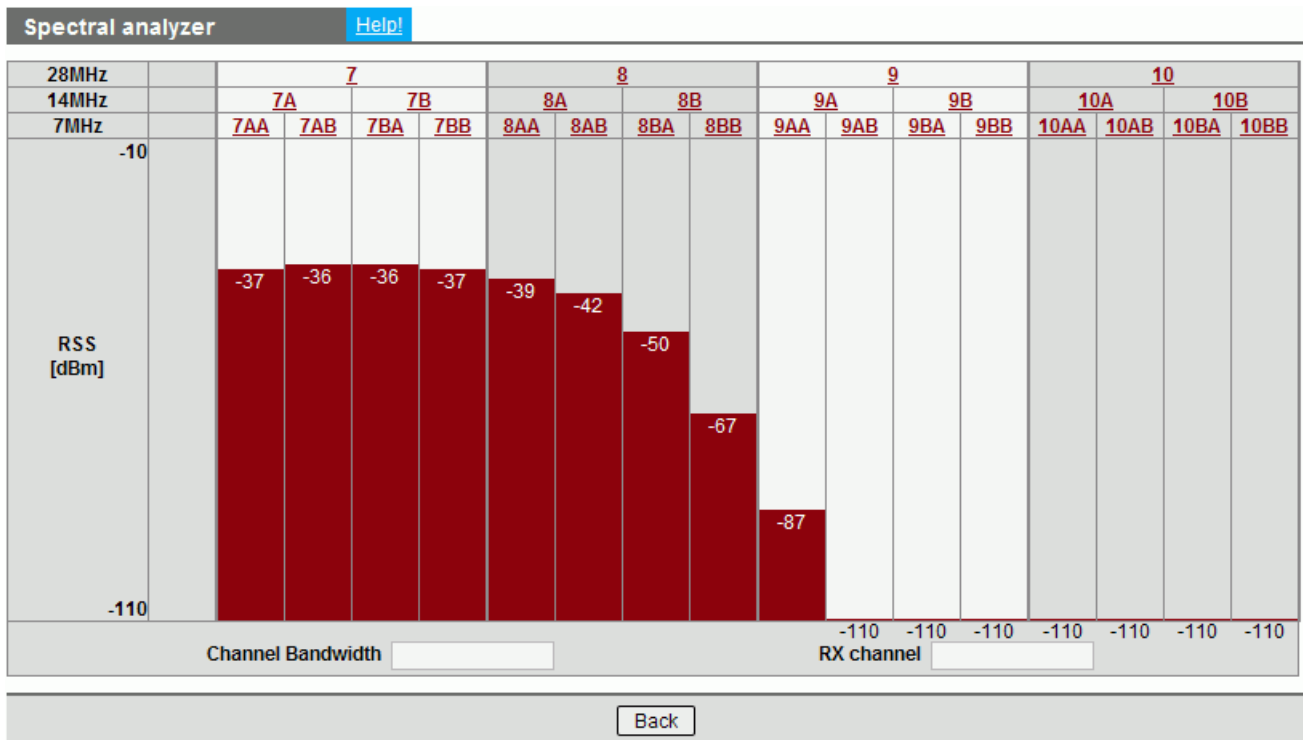 Spectral analyzer Help!
28MHz 7 8 9 10
14MHz 7A 7B 8A 8B 9A 9B 10A 10B
7MHz 7AA 7AB 7BA 7BB 8AA 8AB 8BA 8BB 9AA 9AB 9BA 9BB 10AA 10AB 10BA 10BB
-10
-37 -36 -36 -37 -39 -42
RSS -50
[dBm]
-67
-87
-110
-110 -110 -110 -110 -110 -110 -110
Channel Bandwidth RX channel
Back